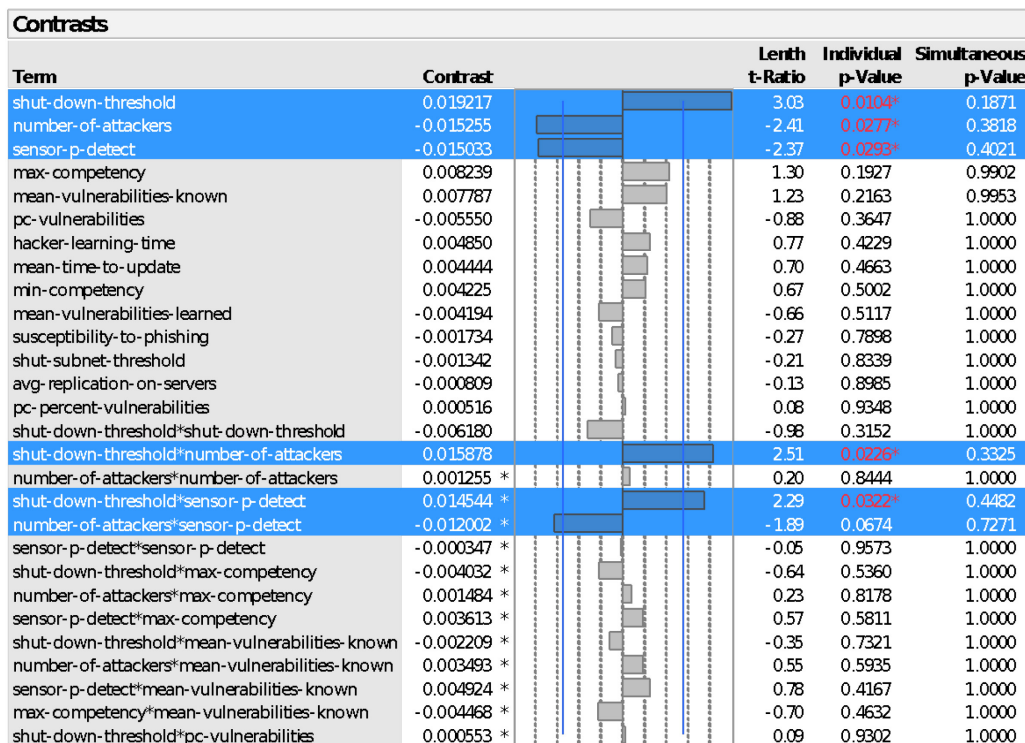 Contrasts
Lenth Individual Simultaneous
Term Contrast t-Ratio p-Value p-Value
shut-down-threshold 0.019217 3.03 0.0104* 0.1871
number-of-attackers -0.015255 -2.41 0.0277* 0.3818
sensor-p-detect -0.015033 -2.37 0.0293* 0.4021
max-competency 0.008239 1.30 0.1927 0.9902
mean-vulnerabilities-known 0.007787 1.23 0.2163 0.9953
pc-vulnerabilities -0.005550 -0.88 0.3647 1.0000
hacker-learning-time 0.004850 0.77 0.4229 1.0000
mean-time-to-update 0.004444 0.70 0.4663 1.0000
min-competency 0.004225 0.67 0.5002 1.0000
mean-vulnerabilities-learned -0.004194 -0.66 0.5117 1.0000
susceptibility-to-phishing -0.001734 -0.27 0.7898 1.0000
shut-subnet-threshold -0.001342 -0.21 0.8339 1.0000
avg-replication-on-servers -0.000809 -0.13 0.8985 1.0000
pc-percent-vulnerabilities 0.000516 0.08 0.9348 1.0000
shut-down-threshold*shut-down-threshold -0.006180 -0.98 0.3152 1.0000
shut-down-threshold*number-of-attackers 0.015878 2.51 0.0226* 0.3325
number-of-attackers*number-of-attackers 0.001255 * 0.20 0.8444 1.0000
shut-down-threshold*sensor-p-detect 0.014544 * 2.29 0.0322* 0.4482
number-of-attackers*sensor-p-detect -0.012002 * -1.89 0.0674 0.7271
sensor-p-detect*sensor-p-detect -0.000347 * -0.05 0.9573 1.0000
shut-down-threshold*max-competency -0.004032 * -0.64 0.5360 1.0000
number-of-attackers*max-competency 0.001484 * 0.23 0.8178 1.0000
sensor-p-detect*max-competency 0.003613 * 0.57 0.5811 1.0000
shut-down-threshold*mean-vulnerabilities-known -0.002209 * -0.35 0.7321 1.0000
number-of-attackers*mean-vulnerabilities-known 0.003493 * 0.55 0.5935 1.0000
sensor-p-detect*mean-vulnerabilities-known 0.004924 * 0.78 0.4167 1.0000
max-competency*mean-vulnerabilities-known -0.004468 * -0.70 0.4632 1.0000
shut-down-threshold*pc-vulnerabilities 0.000553 * 0.09 0.9302 1.0000